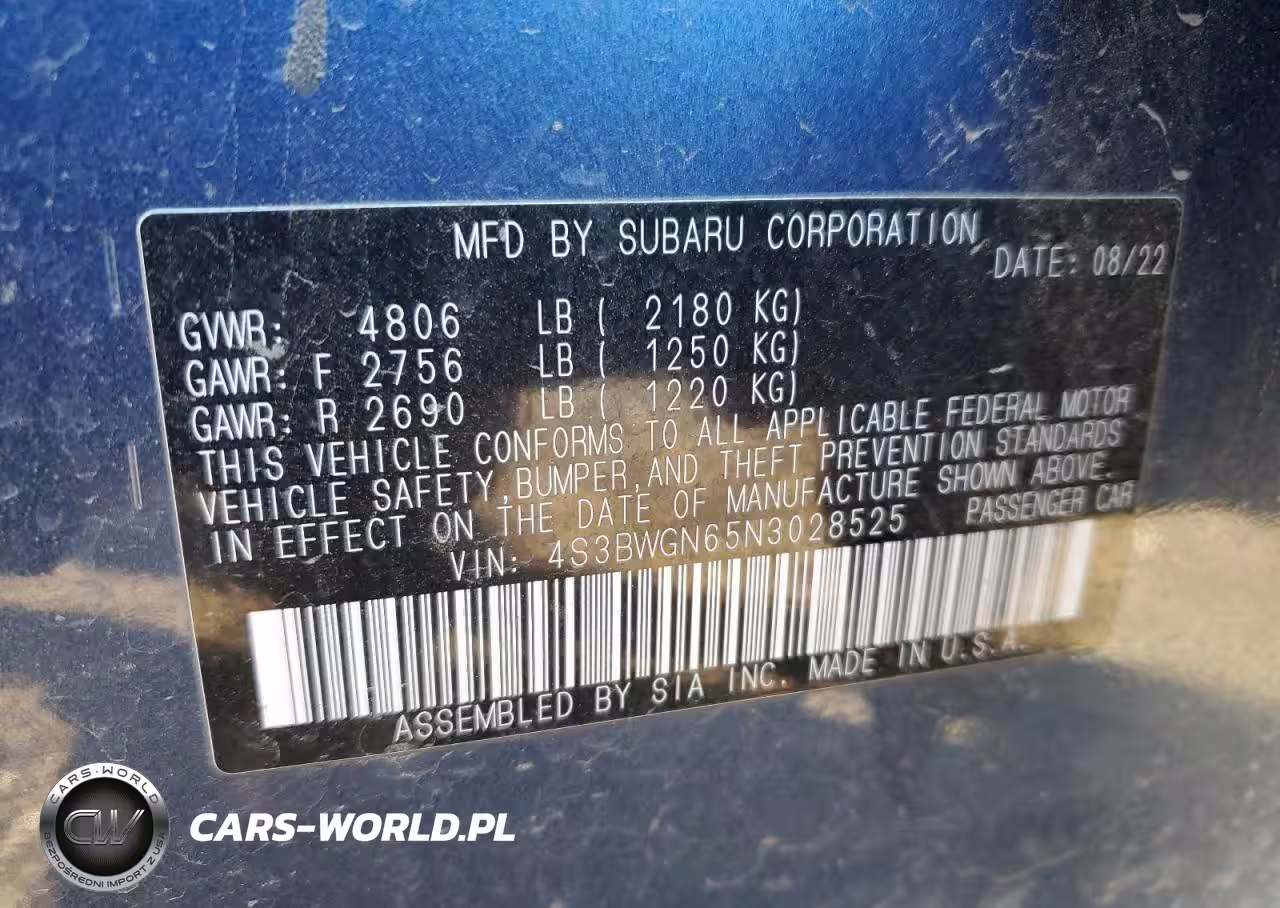 MFD BY SUBARU CORPORATION
DATE: 08/22
GVWR: 4806 LB ( 2180 KG)
GAWR: F 2756 LB ( 1250 KG)
GAWR: R 2690 LB ( 1220 KG)
THIS VEHICLE CONFORMS TO ALL APPLICABLE FEDERAL MOTOR
VEHICLE SAFETY, BUMPER, AND THEFT PREVENTION STANDARDS
IN EFFECT ON THE DATE OF MANUFACTURE SHOWN ABOVE.
VIN: 4S3BWGN65N3028525 PASSENGER CAR
ASSEMBLED BY SIA INC. MADE IN U.S.A.
CARS-WORLD
CW
BEZPOŚREDNI IMPORT Z USA
CARS-WORLD.PL